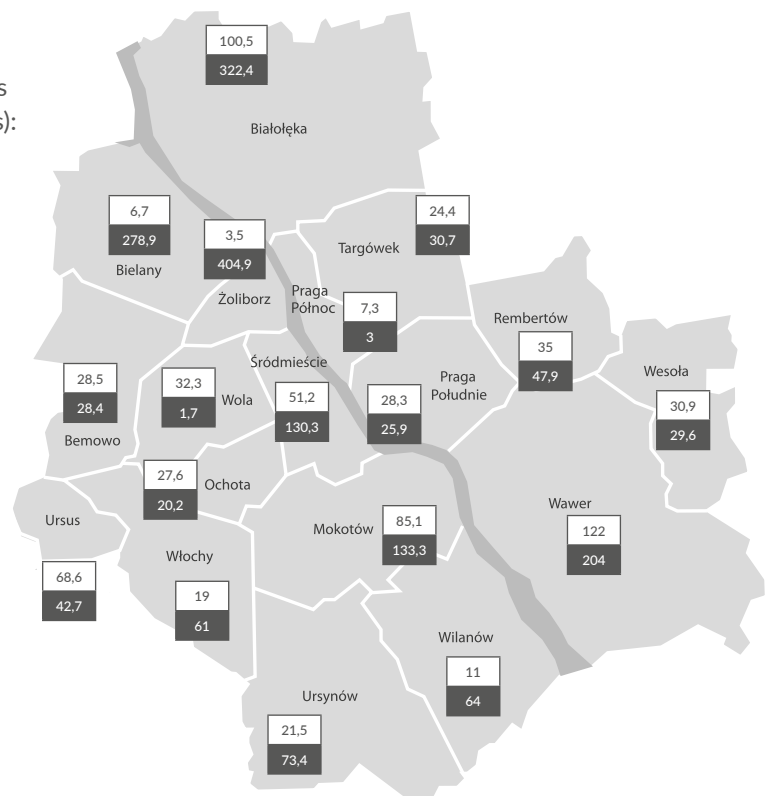 s
s):
100,5
322,4
Białołęka
6,7
278,9
Bielany
3,5
404,9
Żoliborz
24,4
30,7
Targówek
Praga
Północ
7,3
3
Rembertów
35
47,9
Wesoła
30,9
29,6
28,5
28,4
Bemowo
32,3
1,7
Wola
Śródmieście
51,2
130,3
28,3
25,9
Praga
Południe
27,6
20,2
Ochota
Ursus
68,6
42,7
Włochy
19
61
Mokotów
85,1
133,3
Wawer
122
204
Wilanów
11
64
Ursynów
21,5
73,4